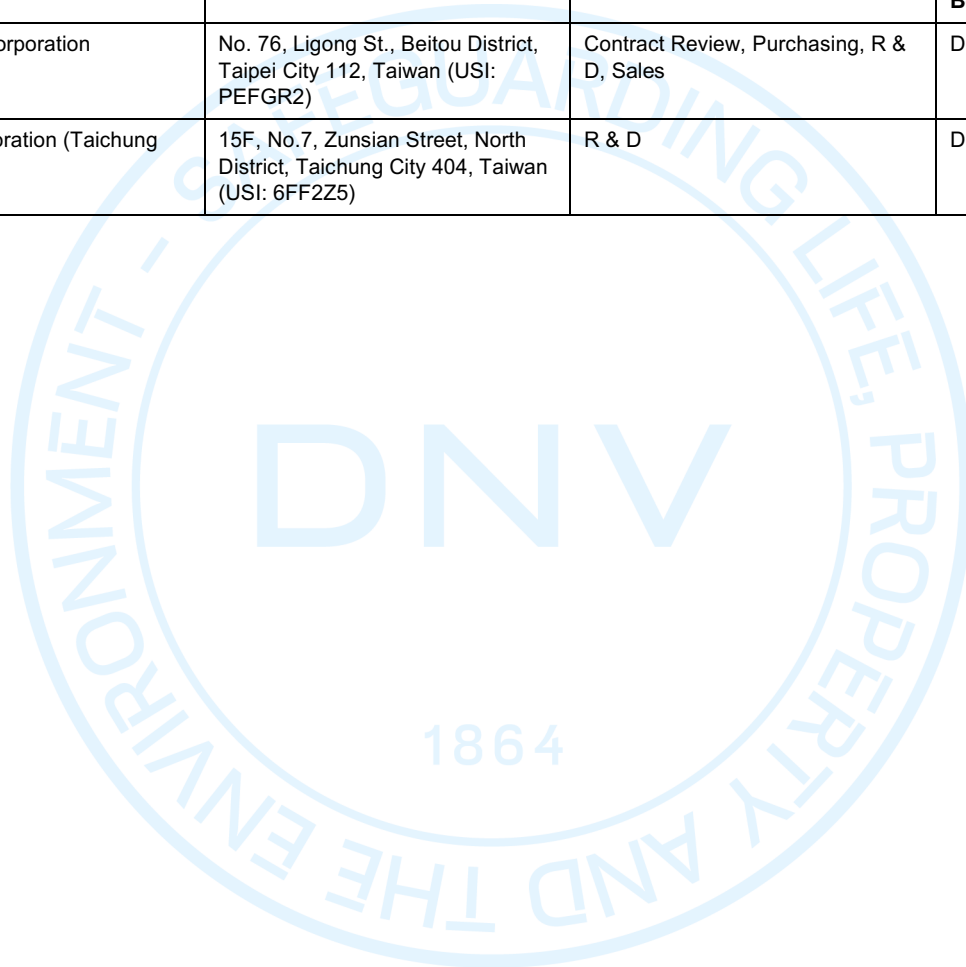 B
orporation
No. 76, Ligong St., Beitou District,
Taipei City 112, Taiwan (USI:
PEFGR2)
Contract Review, Purchasing, R &
D, Sales
D
oration (Taichung
15F, No.7, Zunsian Street, North
District, Taichung City 404, Taiwan
(USI: 6FF2Z5)
R & D
D
SAFEGUARDING LIFE, PROPERTY AND THE ENVIRONMENT -
DNV
1864